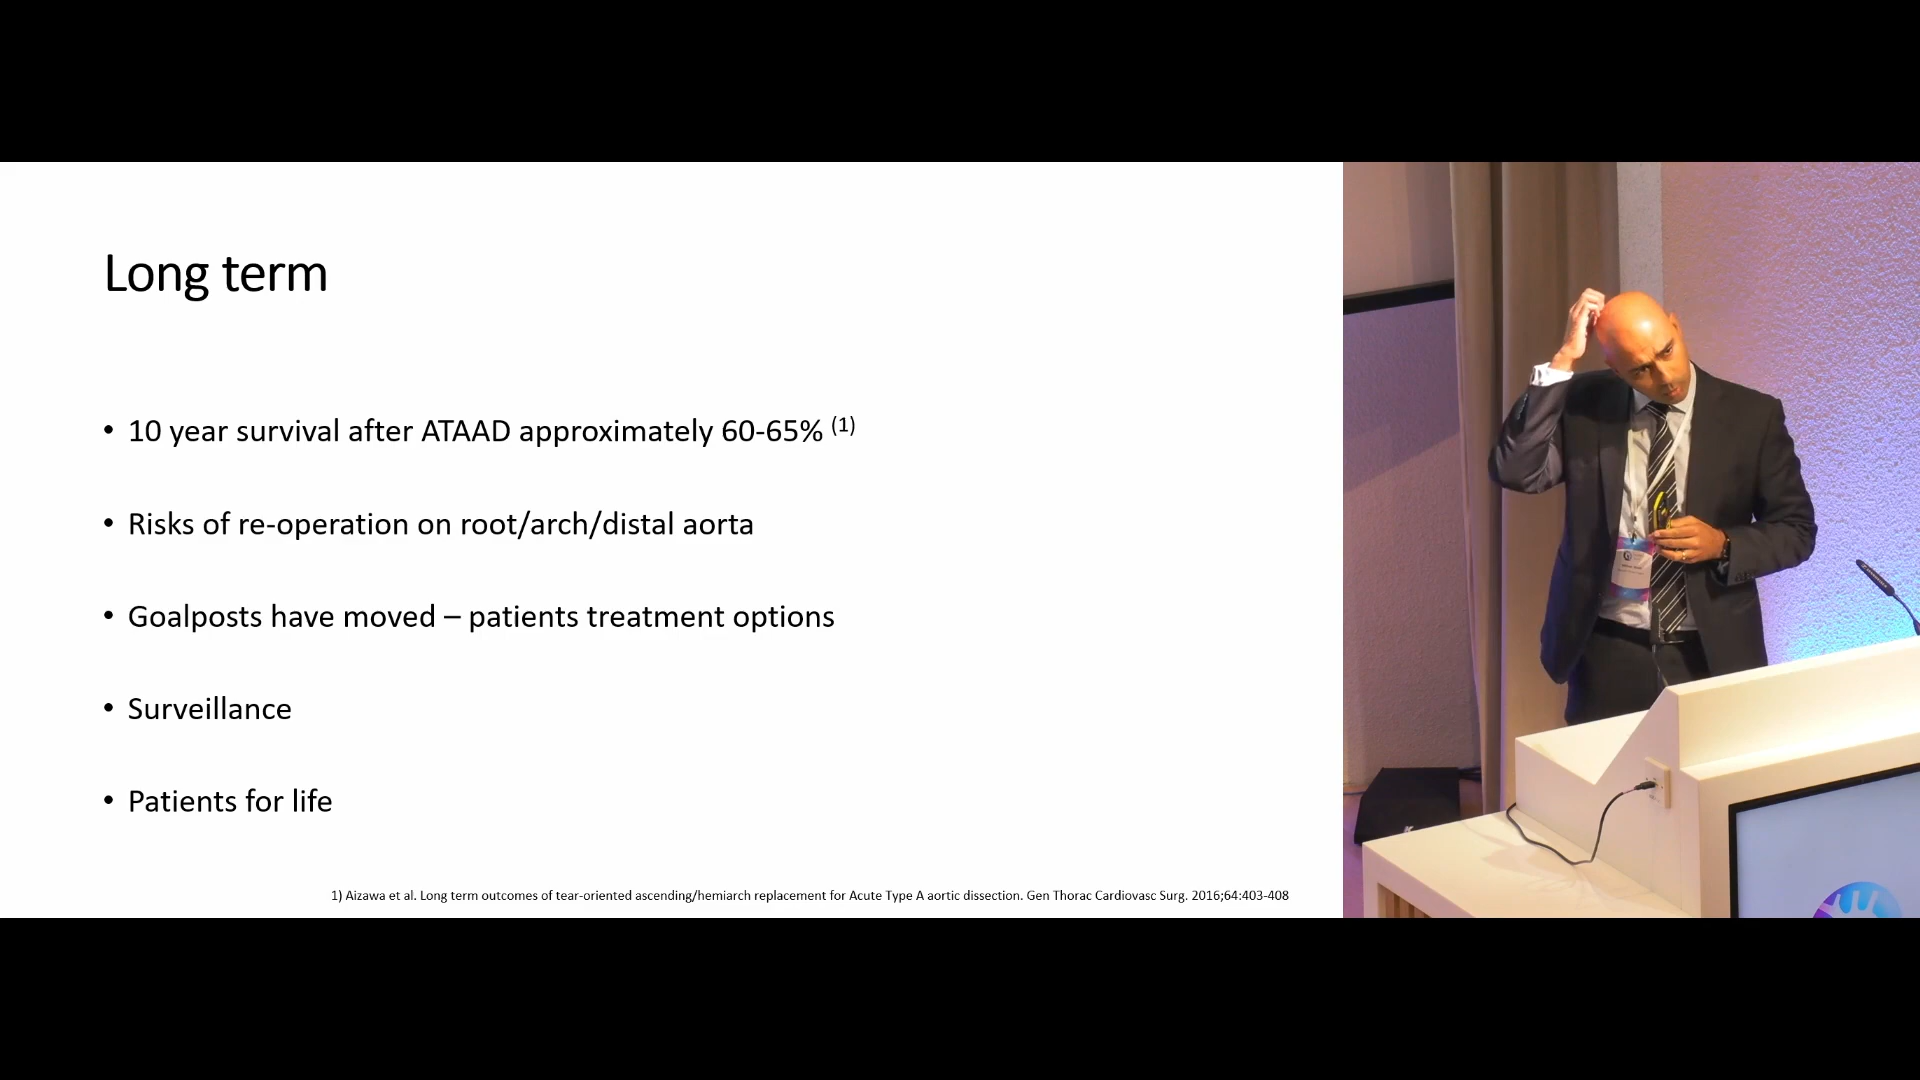 Long term
• 10 year survival after ATAAD approximately 60-65% (1)
• Risks of re-operation on root/arch/distal aorta
• Goalposts have moved – patients treatment options
• Surveillance
• Patients for life
1) Aizawa et al. Long term outcomes of tear-oriented ascending/hemiarch replacement for Acute Type A aortic dissection. Gen Thorac Cardiovasc Surg. 2016;64:403-408